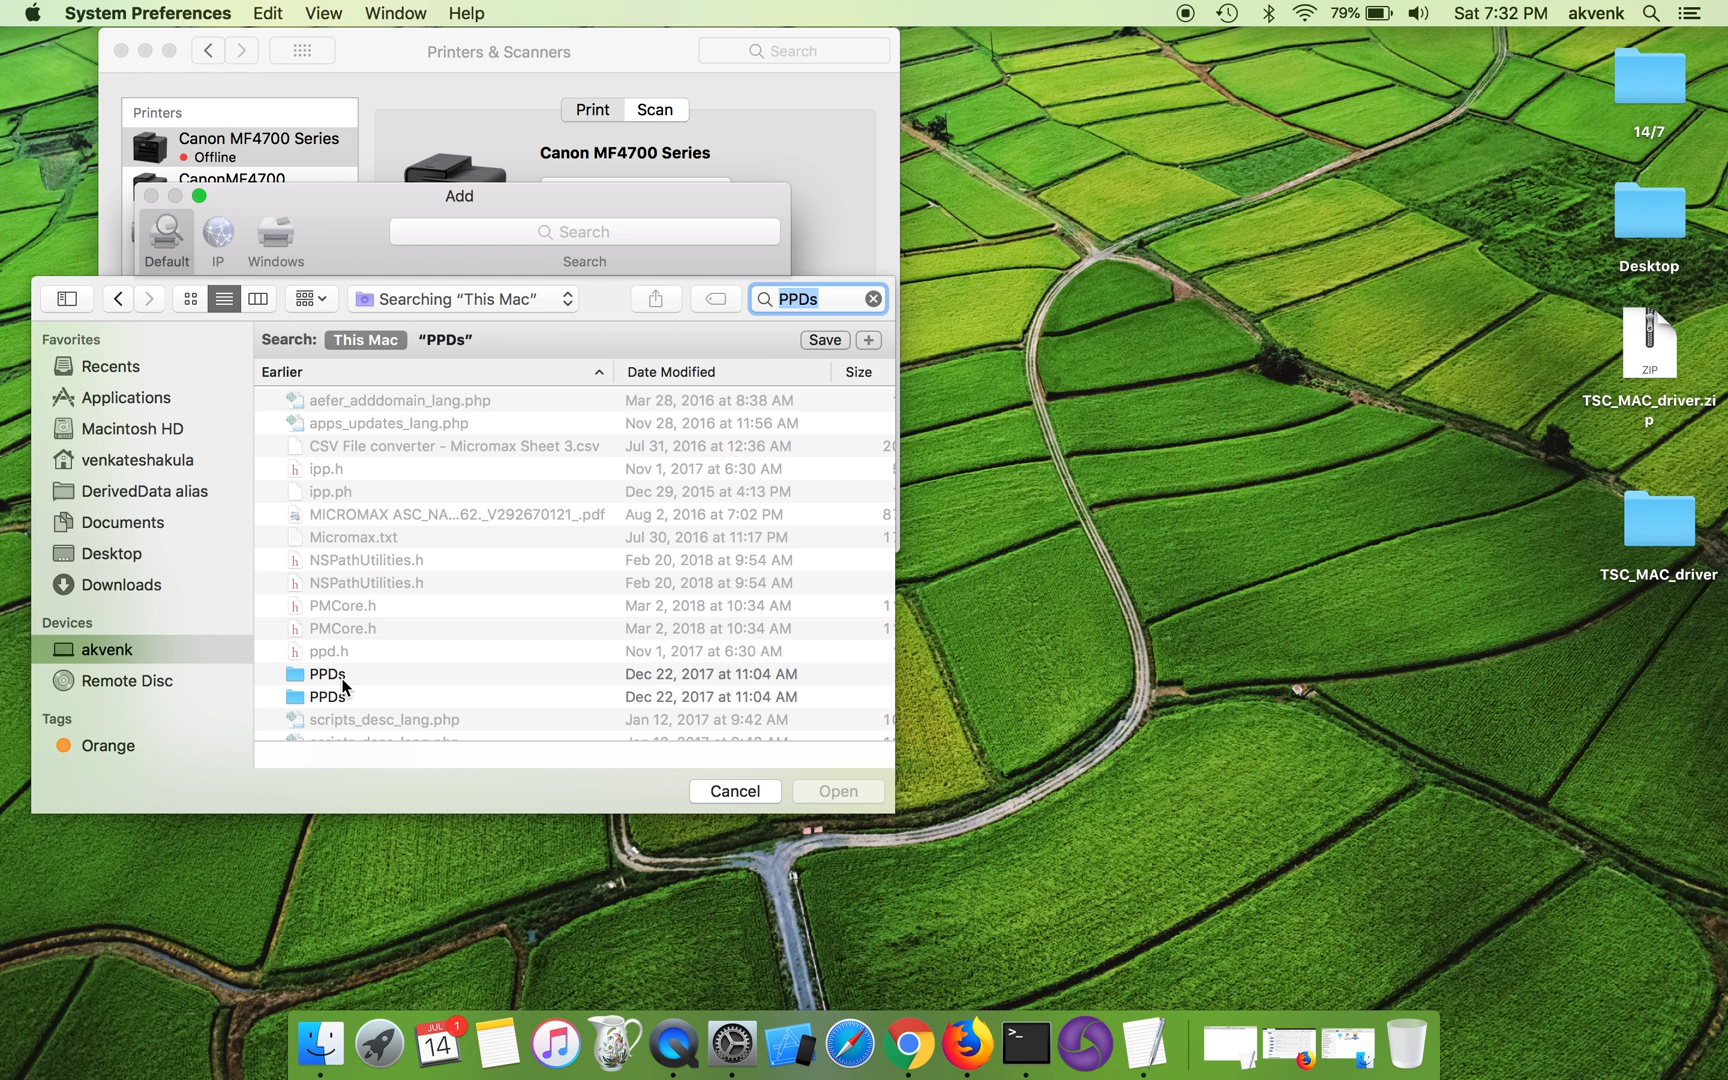 System Preferences Edit View Window Help 79% Sat 7:32 PM akvenk
Printers & Scanners
Search
Printers
Canon MF4700 Series
Offline
CanonMF4700
Print Scan
Canon MF4700 Series
Add
Default IP Windows
Search
Search
Searching “This Mac”
PPDs
Search: This Mac “PPDs” Save +
Earlier Date Modified Size
aefer_adddomain_lang.php Mar 28, 2016 at 8:38 AM
apps_updates_lang.php Nov 28, 2016 at 11:56 AM
CSV File converter - Micromax Sheet 3.csv Jul 31, 2016 at 12:36 AM
ipp.h Nov 1, 2017 at 6:30 AM
ipp.ph Dec 29, 2015 at 4:13 PM
MICROMAX ASC_NA...62._V292670121_.pdf Aug 2, 2016 at 7:02 PM
Micromax.txt Jul 30, 2016 at 11:17 PM
NSPathUtilities.h Feb 20, 2018 at 9:54 AM
NSPathUtilities.h Feb 20, 2018 at 9:54 AM
PMCore.h Mar 2, 2018 at 10:34 AM
PMCore.h Mar 2, 2018 at 10:34 AM
ppd.h Nov 1, 2017 at 6:30 AM
PPDs Dec 22, 2017 at 11:04 AM
PPDs Dec 22, 2017 at 11:04 AM
scripts_desc_lang.php Jan 12, 2017 at 9:42 AM
Favorites
Recents
Applications
Macintosh HD
venkateshakula
DerivedData alias
Documents
Desktop
Downloads
Devices
akvenk
Remote Disc
Tags
Orange
Cancel Open
14/7
Desktop
ZIP
TSC_MAC_driver.zi
p
TSC_MAC_driver
JUL
14
1